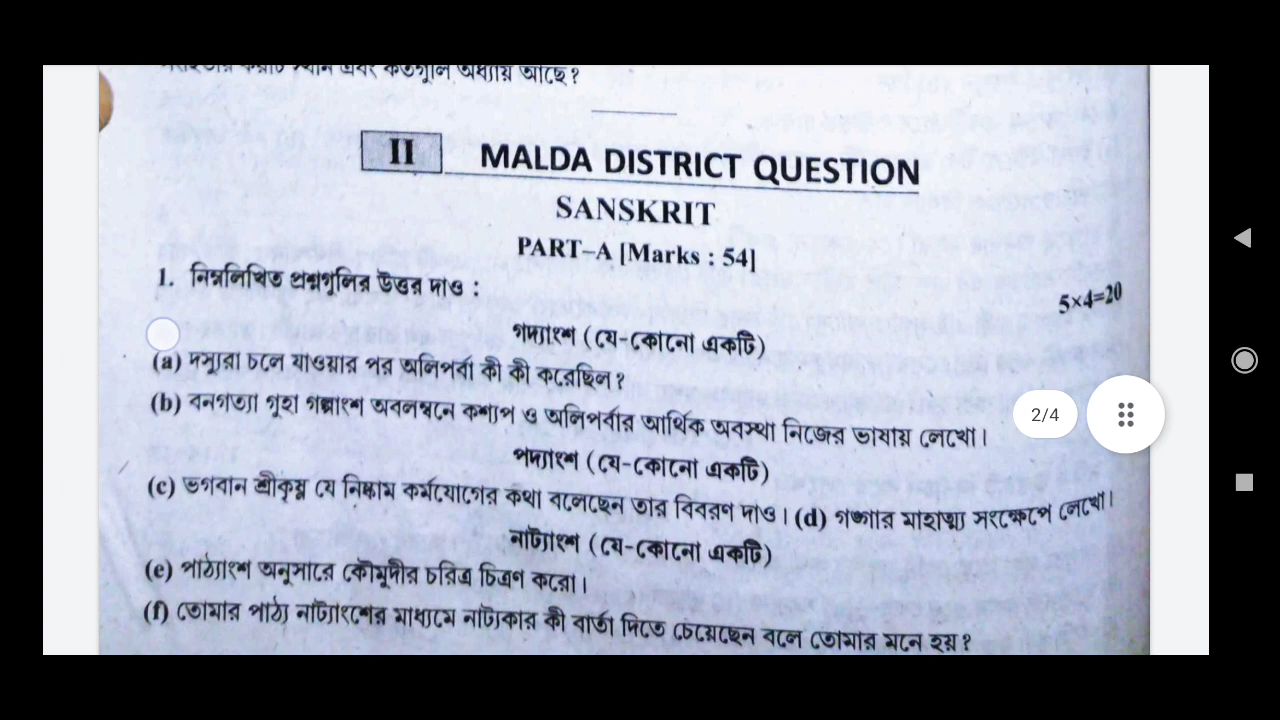 এবং কতগুলি অধ্যায় আছে?
II MALDA DISTRICT QUESTION
SANSKRIT
PART–A [Marks : 54]
1. নিম্নলিখিত প্রশ্নগুলির উত্তর দাও :
5×4=20
গদ্যাংশ (যে-কোনো একটি)
(a) দস্যুরা চলে যাওয়ার পর অলিপর্বা কী কী করেছিল?
(b) বনগত্যা গূহা গল্পাংশ অবলম্বনে কশ্যপ ও অলিপর্বার আর্থিক অবস্থা নিজের ভাষায় লেখো।
2/4
পদ্যাংশ (যে-কোনো একটি)
(c) ভগবান শ্রীকৃষ্ণ যে নিষ্কাম কর্মযোগের কথা বলেছেন তার বিবরণ দাও। (d) গঙ্গার মাহাত্ম্য সংক্ষেপে লেখো।
নাট্যাংশ (যে-কোনো একটি)
(e) পাঠ্যাংশ অনুসারে কৌমুদীর চরিত্র চিত্রণ করো।
(f) তোমার পাঠ্য নাট্যাংশের মাধ্যমে নাট্যকার কী বার্তা দিতে চেয়েছেন বলে তোমার মনে হয়?